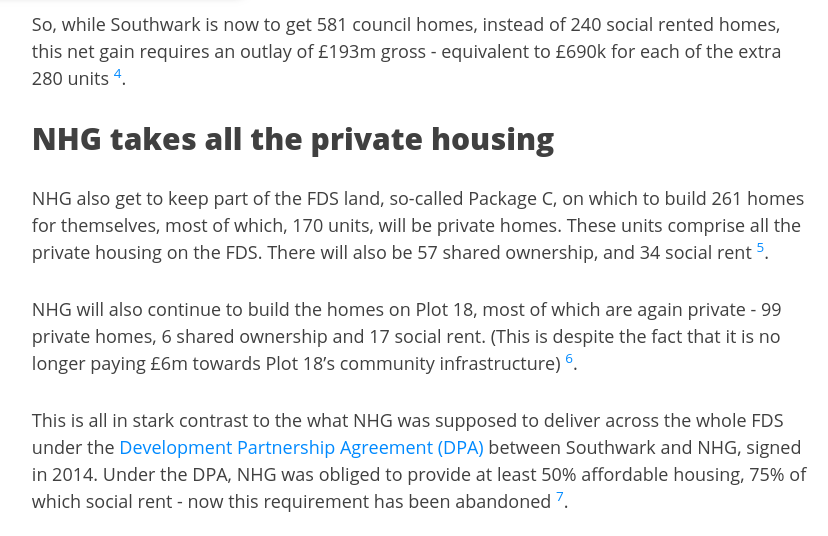 So, while Southwark is now to get 581 council homes, instead of 240 social rented homes,
this net gain requires an outlay of £193m gross - equivalent to £690k for each of the extra
280 units 4.
NHG takes all the private housing
NHG also get to keep part of the FDS land, so-called Package C, on which to build 261 homes
for themselves, most of which, 170 units, will be private homes. These units comprise all the
private housing on the FDS. There will also be 57 shared ownership, and 34 social rent 5.
NHG will also continue to build the homes on Plot 18, most of which are again private - 99
private homes, 6 shared ownership and 17 social rent. (This is despite the fact that it is no
longer paying £6m towards Plot 18’s community infrastructure) 6.
This is all in stark contrast to the what NHG was supposed to deliver across the whole FDS
under the Development Partnership Agreement (DPA) between Southwark and NHG, signed
in 2014. Under the DPA, NHG was obliged to provide at least 50% affordable housing, 75% of
which social rent - now this requirement has been abandoned 7.